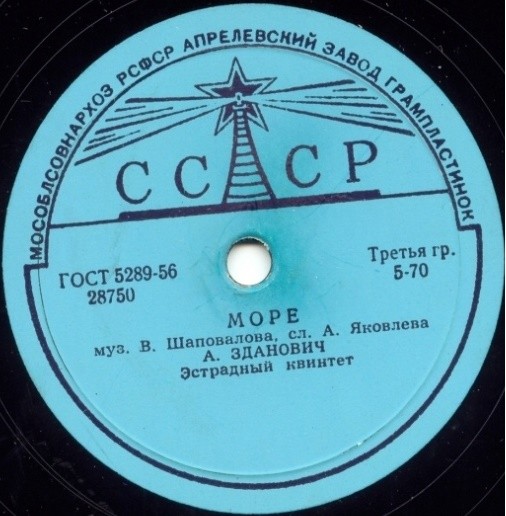 МОСОБЛСОВНАРХОЗ РСФСР АПРЕЛЕВСКИЙ ЗАВОД ГРАМПЛАСТИНОК
СССР
ГОСТ 5289-56
28750
Третья гр.
5-70
МОРЕ
муз. В. Шаповалова, сл. А. Яковлева
А. ЗДАНОВИЧ
Эстрадный квинтет